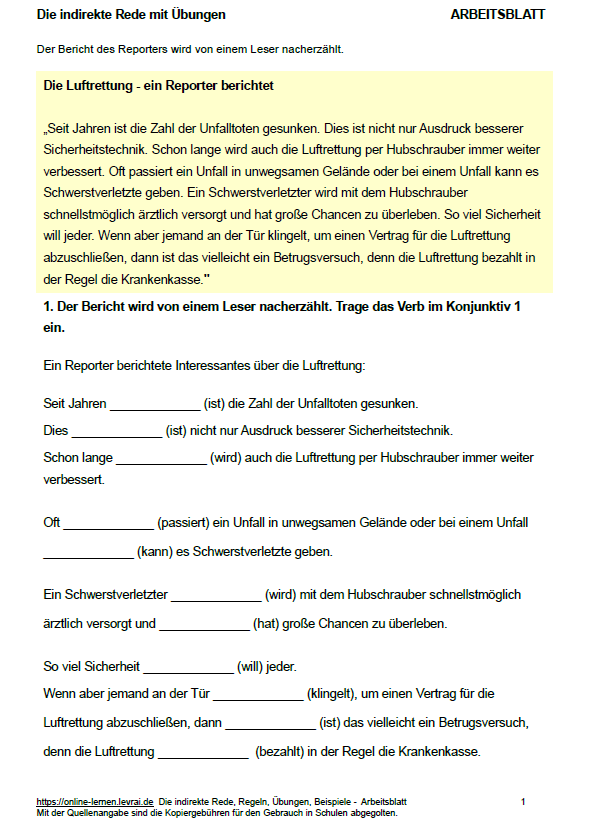 Die indirekte Rede mit Übungen ARBEITSBLATT
Der Bericht des Reporters wird von einem Leser nacherzählt.
Die Luftrettung - ein Reporter berichtet
„Seit Jahren ist die Zahl der Unfalltoten gesunken. Dies ist nicht nur Ausdruck besserer
Sicherheitstechnik. Schon lange wird auch die Luftrettung per Hubschrauber immer weiter
verbessert. Oft passiert ein Unfall in unwegsamen Gelände oder bei einem Unfall kann es
Schwerstverletzte geben. Ein Schwerstverletzter wird mit dem Hubschrauber
schnellstmöglich ärztlich versorgt und hat große Chancen zu überleben. So viel Sicherheit
will jeder. Wenn aber jemand an der Tür klingelt, um einen Vertrag für die Luftrettung
abzuschließen, dann ist das vielleicht ein Betrugsversuch, denn die Luftrettung bezahlt in
der Regel die Krankenkasse."
1. Der Bericht wird von einem Leser nacherzählt. Trage das Verb im Konjunktiv 1
ein.
Ein Reporter berichtete Interessantes über die Luftrettung:
Seit Jahren _____________ (ist) die Zahl der Unfalltoten gesunken.
Dies _____________ (ist) nicht nur Ausdruck besserer Sicherheitstechnik.
Schon lange _____________ (wird) auch die Luftrettung per Hubschrauber immer weiter
verbessert.
Oft _____________ (passiert) ein Unfall in unwegsamen Gelände oder bei einem Unfall
_____________ (kann) es Schwerstverletzte geben.
Ein Schwerstverletzter _____________ (wird) mit dem Hubschrauber schnellstmöglich
ärztlich versorgt und _____________ (hat) große Chancen zu überleben.
So viel Sicherheit _____________ (will) jeder.
Wenn aber jemand an der Tür _____________ (klingelt), um einen Vertrag für die
Luftrettung abzuschließen, dann _____________ (ist) das vielleicht ein Betrugsversuch,
denn die Luftrettung _____________ (bezahlt) in der Regel die Krankenkasse.
https://online-lernen.levrai.de Die indirekte Rede, Regeln, Übungen, Beispiele - Arbeitsblatt 1
Mit der Quellenangabe sind die Kopiergebühren für den Gebrauch in Schulen abgegolten.